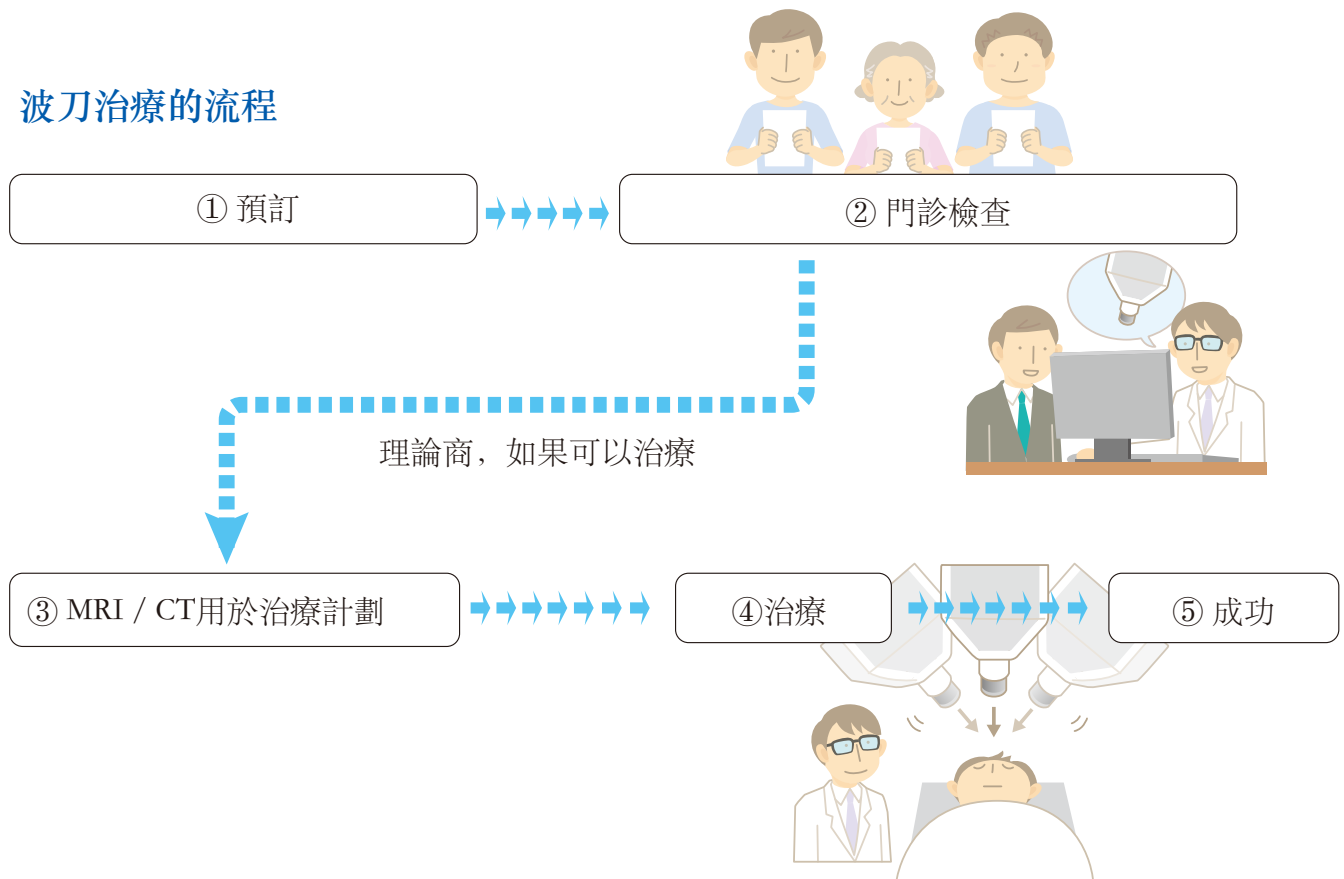 波刀治療的流程
① 預訂
② 門診檢查
理論商，如果可以治療
③ MRI / CT用於治療計劃
④治療
⑤ 成功